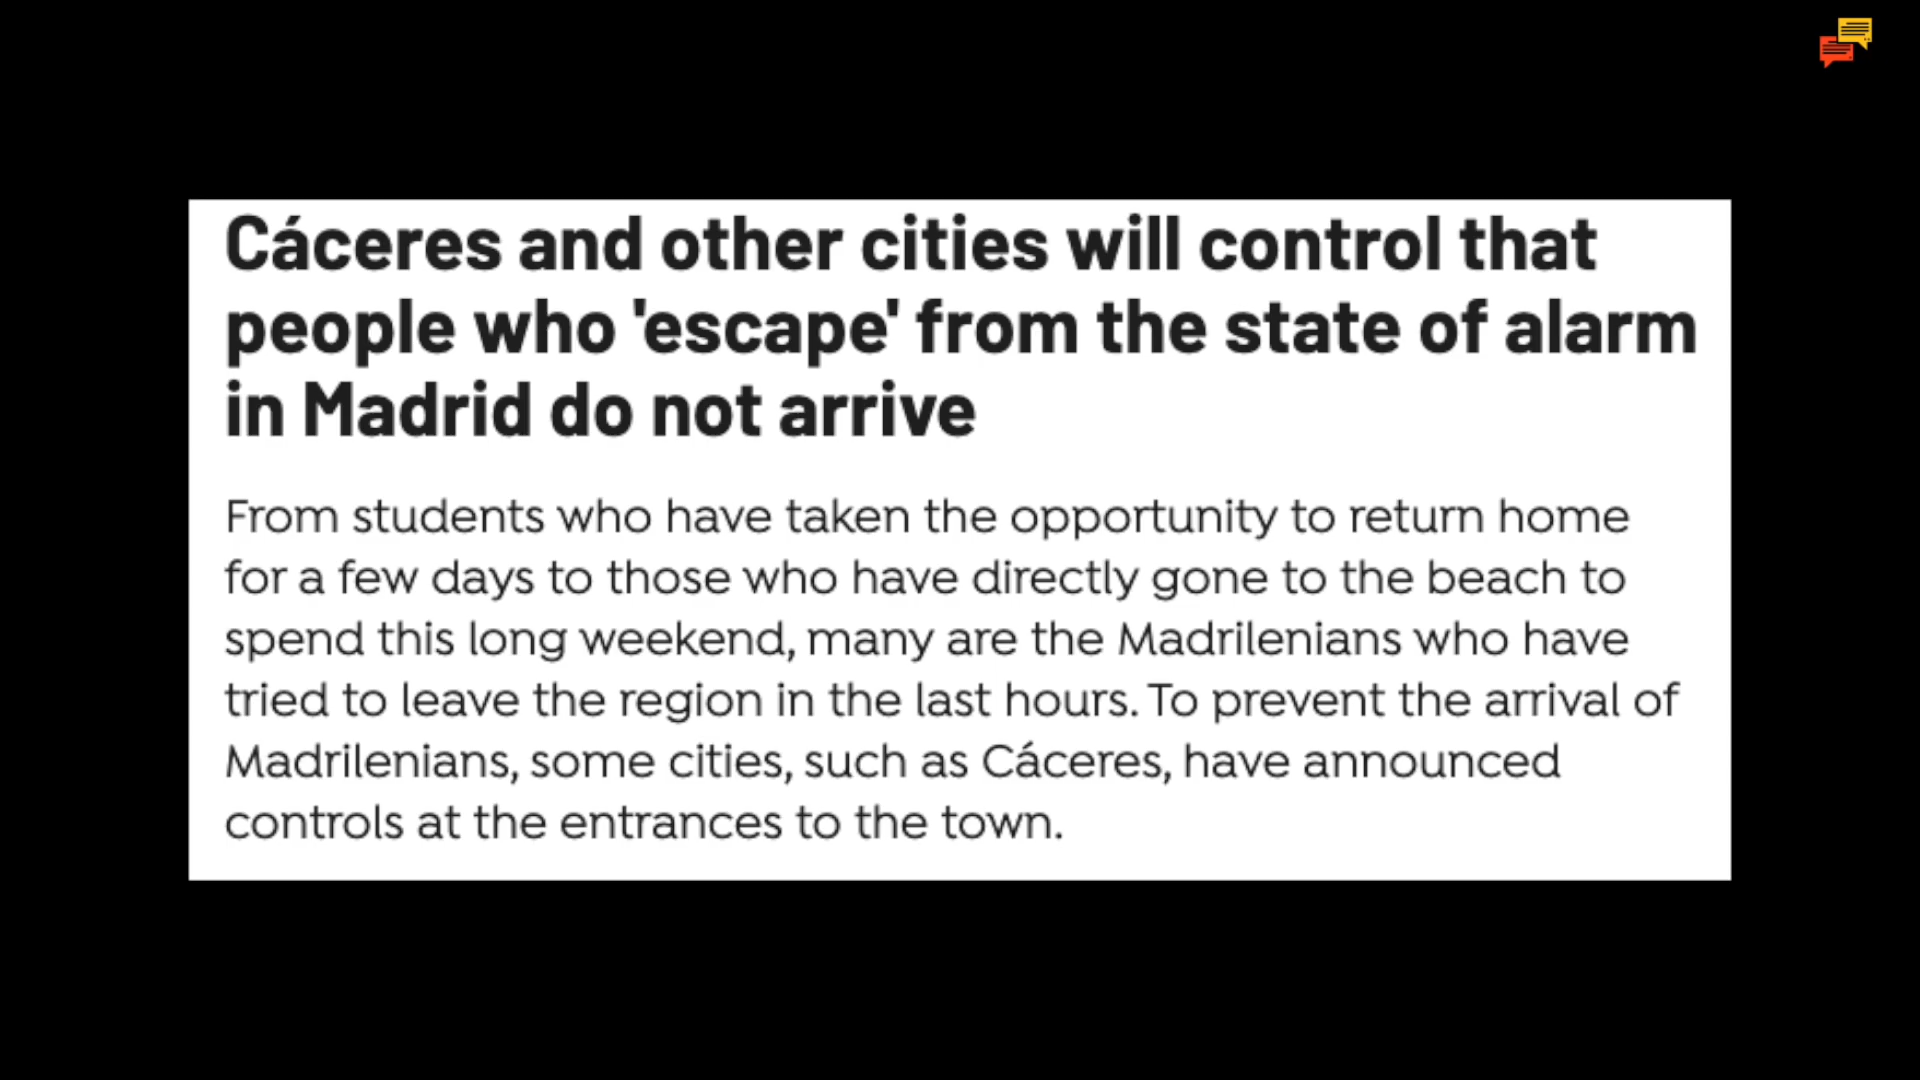 Cáceres and other cities will control that
people who 'escape' from the state of alarm
in Madrid do not arrive
From students who have taken the opportunity to return home
for a few days to those who have directly gone to the beach to
spend this long weekend, many are the Madrilenians who have
tried to leave the region in the last hours. To prevent the arrival of
Madrilenians, some cities, such as Cáceres, have announced
controls at the entrances to the town.